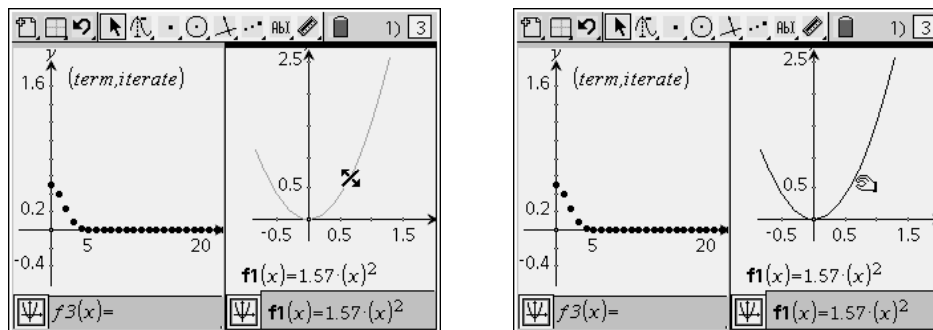 AbI 1) 3
y
2.5
1.6 (term,iterate)
0.5
0.2
5 20 -0.5 0.5 1.5
-0.4
f1(x)=1.57·(x)²
f3(x)= f1(x)=1.57·(x)²
AbI 1) 3
y
2.5
1.6 (term,iterate)
0.5
0.2
5 20 -0.5 0.5 1.5
-0.4
f1(x)=1.57·(x)²
f3(x)= f1(x)=1.57·(x)²